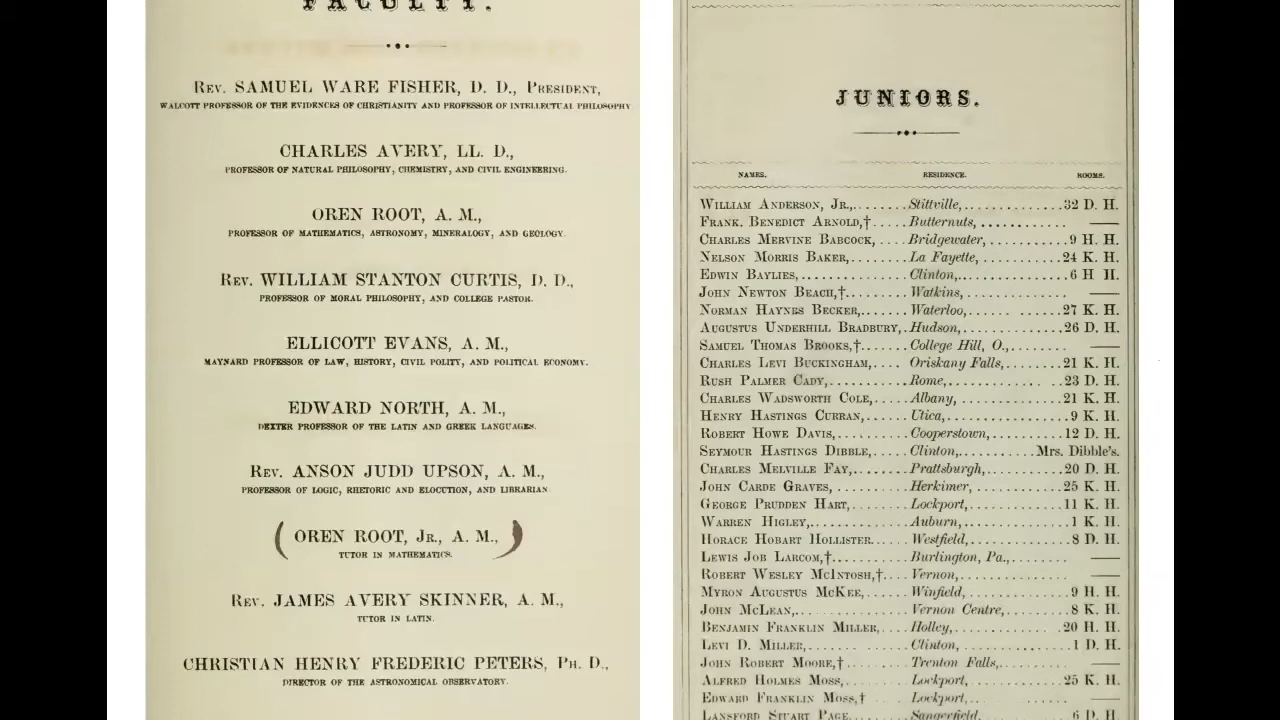 FACULTY.
Rev. SAMUEL WARE FISHER, D. D., President,
WALCOTT PROFESSOR OF THE EVIDENCES OF CHRISTIANITY AND PROFESSOR OF INTELLECTUAL PHILOSOPHY
CHARLES AVERY, LL. D.,
PROFESSOR OF NATURAL PHILOSOPHY, CHEMISTRY, AND CIVIL ENGINEERING.
OREN ROOT, A. M.,
PROFESSOR OF MATHEMATICS, ASTRONOMY, MINERALOGY, AND GEOLOGY.
Rev. WILLIAM STANTON CURTIS, D. D.,
PROFESSOR OF MORAL PHILOSOPHY, AND COLLEGE PASTOR.
ELLICOTT EVANS, A. M.,
MAYNARD PROFESSOR OF LAW, HISTORY, CIVIL POLITY, AND POLITICAL ECONOMY.
EDWARD NORTH, A. M.,
DEXTER PROFESSOR OF THE LATIN AND GREEK LANGUAGES.
Rev. ANSON JUDD UPSON, A. M.,
PROFESSOR OF LOGIC, RHETORIC AND ELOCUTION, AND LIBRARIAN
(OREN ROOT, Jr., A. M.,)
TUTOR IN MATHEMATICS.
Rev. JAMES AVERY SKINNER, A. M.,
TUTOR IN LATIN.
CHRISTIAN HENRY FREDERIC PETERS, Ph. D.,
DIRECTOR OF THE ASTRONOMICAL OBSERVATORY.
JUNIORS.
NAMES. RESIDENCE. ROOMS.
William Anderson, Jr.,........Stittville,...............32 D. H.
Frank. Benedict Arnold,†......Butternuts,............ ——
Charles Mervine Babcock, ....Bridgewater,............9 H. H.
Nelson Morris Baker,........La Fayette,............24 K. H.
Edwin Baylies,...............Clinton,...............6 H H.
John Newton Beach,†.......Watkins,............... ——
Norman Haynes Becker,......Waterloo,...............27 K. H.
Augustus Underhill Bradbury,..Hudson,...............26 D. H.
Samuel Thomas Brooks,†......College Hill, O.,....... ——
Charles Levi Buckingham,....Oriskany Falls,.........21 K. H.
Rush Palmer Cady,..........Rome,...............23 D. H.
Charles Wadsworth Cole,....Albany,...............21 K. H.
Henry Hastings Curran,......Utica,...............9 K. H.
Robert Howe Davis,.........Cooperstown,............12 D. H.
Seymour Hastings Dibble,....Clinton,............Mrs. Dibble's.
Charles Melville Fay,.......Prattsburgh,............20 D. H.
John Carde Graves,.........Herkimer,............25 K. H.
George Prudden Hart,.......Lockport,............11 K. H.
Warren Higley,............Auburn,...............1 K. H.
Horace Hobart Hollister....Westfield,............8 D. H.
Lewis Job Larcom,†.........Burlington, Pa.,....... ——
Robert Wesley McIntosh,†....Vernon,............... ——
Myron Augustus McKee,......Winfield,............9 H. H.
John McLean,...............Vernon Centre,.........8 K. H.
Benjamin Franklin Miller,....Holley,...............20 H. H.
Levi D. Miller,............Clinton,...............1 D. H.
John Robert Moore,†.........Trenton Falls,......... ——
Alfred Holmes Moss,.........Lockport,............25 K. H.
Edward Franklin Moss,†......Lockport,............ ——
Lansford Stuart Page,.......Sangerfield,............6 D. H.